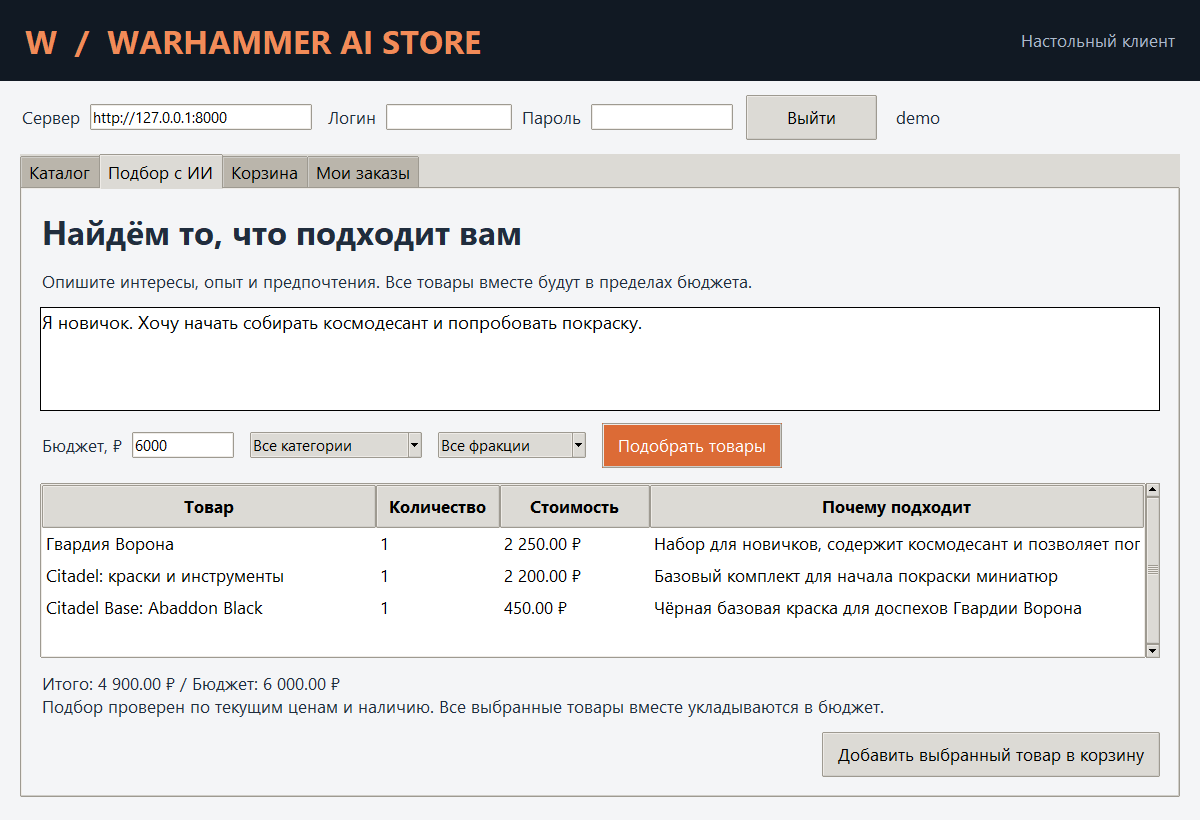 W / WARHAMMER AI STORE
Настольный клиент
Сервер http://127.0.0.1:8000 Логин Пароль Выйти demo
Каталог Подбор с ИИ Корзина Мои заказы
Найдём то, что подходит вам
Опишите интересы, опыт и предпочтения. Все товары вместе будут в пределах бюджета.
Я новичок. Хочу начать собирать космодесант и попробовать покраску.
Бюджет, ₽ 6000 Все категории Все фракции Подобрать товары
Товар Количество Стоимость Почему подходит
Гвардия Ворона 1 2 250.00 ₽ Набор для новичков, содержит космодесант и позволяет пог
Citadel: краски и инструменты 1 2 200.00 ₽ Базовый комплект для начала покраски миниатюр
Citadel Base: Abaddon Black 1 450.00 ₽ Чёрная базовая краска для доспехов Гвардии Ворона
Итого: 4 900.00 ₽ / Бюджет: 6 000.00 ₽
Подбор проверен по текущим ценам и наличию. Все выбранные товары вместе укладываются в бюджет.
Добавить выбранный товар в корзину